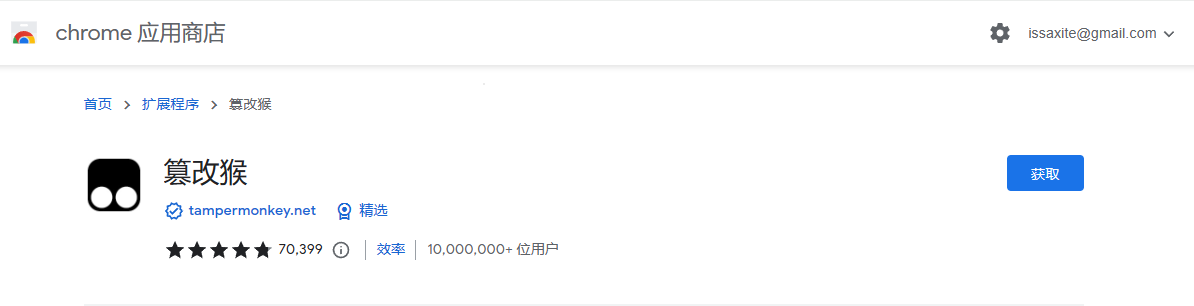 chrome 应用商店 issaxite@gmail.com
首页 扩展程序 篡改猴
篡改猴
获取
tampermonkey.net 精选
70,399 效率 10,000,000+ 位用户